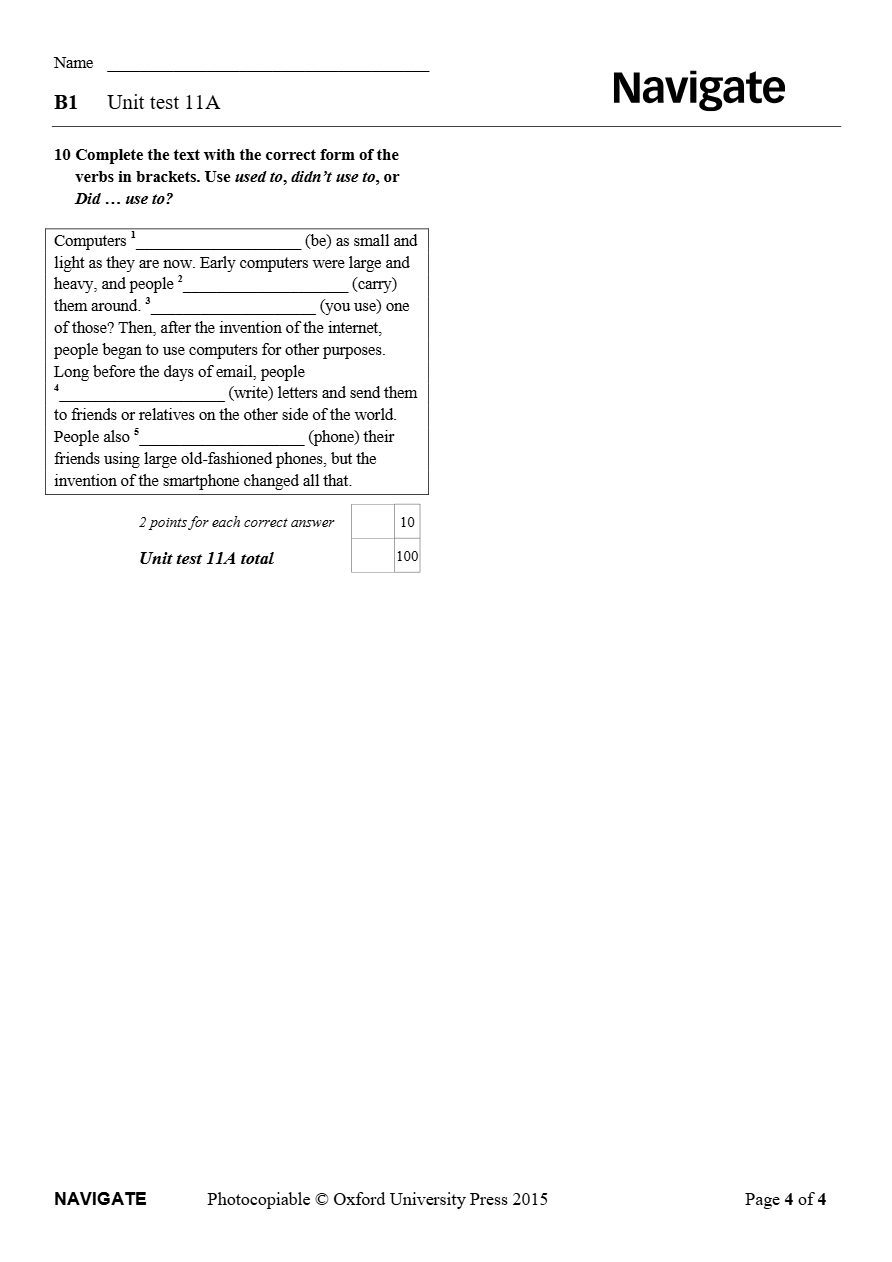 Name ______________________________________
Navigate
B1 Unit test 11A
10 Complete the text with the correct form of the
verbs in brackets. Use used to, didn’t use to, or
Did … use to?
Computers 1____________________ (be) as small and
light as they are now. Early computers were large and
heavy, and people 2____________________ (carry)
them around. 3____________________ (you use) one
of those? Then, after the invention of the internet,
people began to use computers for other purposes.
Long before the days of email, people
4____________________ (write) letters and send them
to friends or relatives on the other side of the world.
People also 5____________________ (phone) their
friends using large old-fashioned phones, but the
invention of the smartphone changed all that.
2 points for each correct answer 10
Unit test 11A total 100
NAVIGATE Photocopiable © Oxford University Press 2015 Page 4 of 4